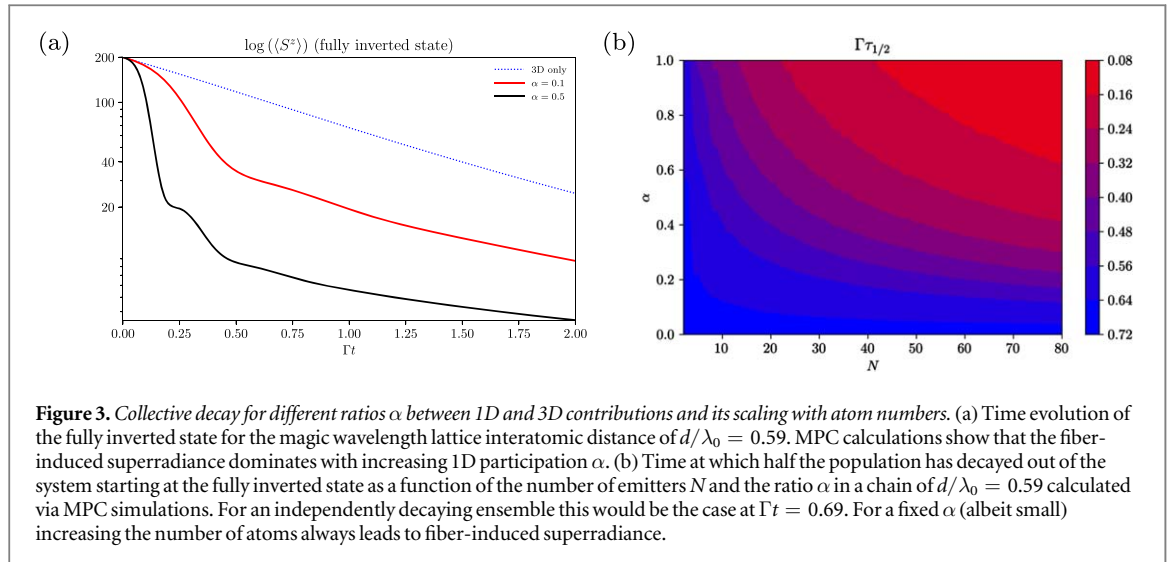 (a)
log (⟨S^z⟩) (fully inverted state)
200
100
40
20
3D only
α = 0.1
α = 0.5
0.00 0.25 0.50 0.75 1.00 1.25 1.50 1.75 2.00
Γt
(b)
Γτ1/2
1.0
0.8
0.6
0.4
0.2
0.0
α
10 20 30 40 50 60 70 80
N
0.08
0.16
0.24
0.32
0.40
0.48
0.56
0.64
0.72
Figure 3. Collective decay for different ratios α between 1D and 3D contributions and its scaling with atom numbers. (a) Time evolution of
the fully inverted state for the magic wavelength lattice interatomic distance of d/λ0 = 0.59. MPC calculations show that the fiber-
induced superradiance dominates with increasing 1D participation α. (b) Time at which half the population has decayed out of the
system starting at the fully inverted state as a function of the number of emitters N and the ratio α in a chain of d/λ0 = 0.59 calculated
via MPC simulations. For an independently decaying ensemble this would be the case at Γt = 0.69. For a fixed α (albeit small)
increasing the number of atoms always leads to fiber-induced superradiance.